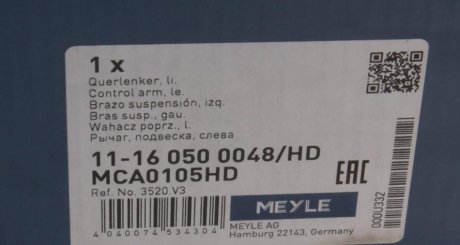 1 x
Querlenker, li.
Control arm, le.
Brazo suspensión, izq.
Bras susp., gau.
Wahacz poprz., l.
Рычаг, подвеска, слева
11-16 050 0048/HD
MCA0105HD
Ref. No. 3520.V3
EAC
MEYLE
MEYLE AG
Hamburg 22143, Germany
4 040074 534304
000U332